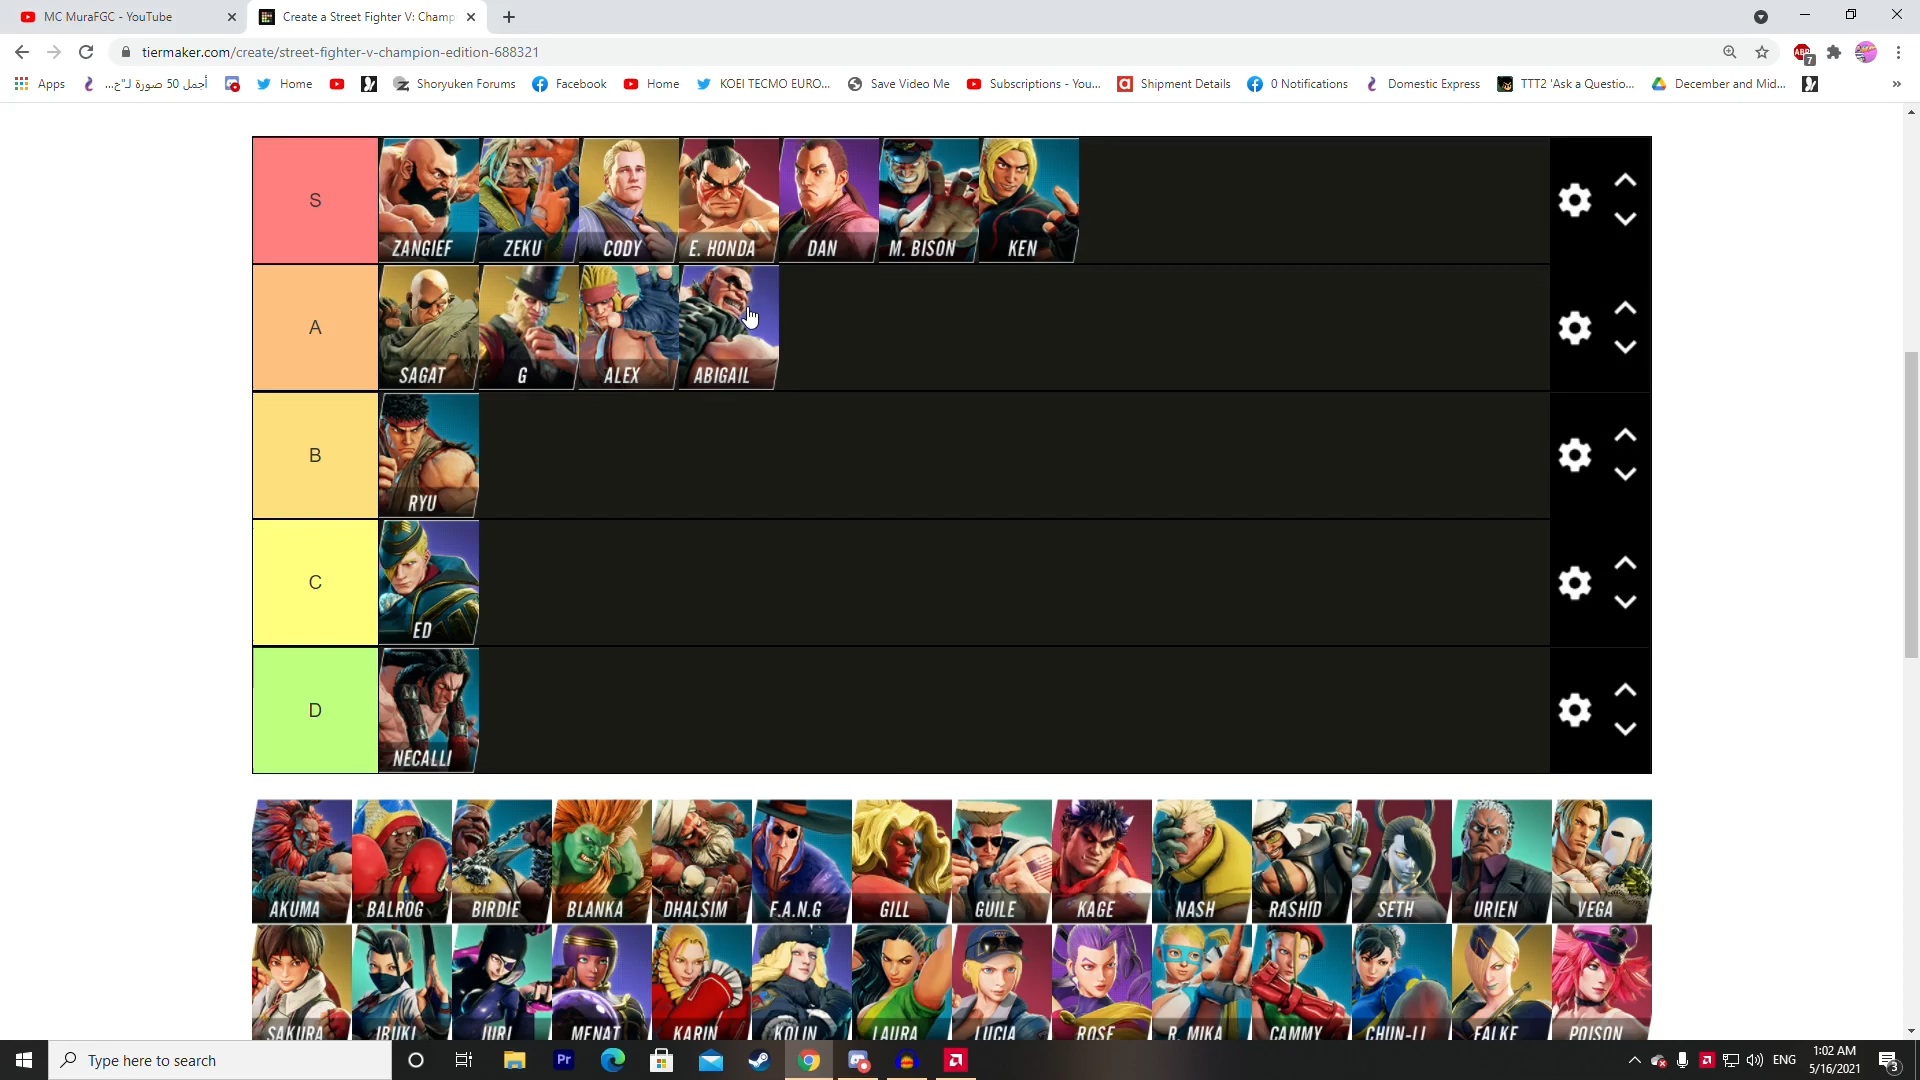 MC MuraFGC - YouTube
Create a Street Fighter V: Champ
tiermaker.com/create/street-fighter-v-champion-edition-688321
Apps
أجمل 50 صورة لـ"خ...
Home
Shoryuken Forums
Facebook
Home
KOEI TECMO EURO...
Save Video Me
Subscriptions - You...
Shipment Details
0 Notifications
Domestic Express
TTT2 'Ask a Questio...
December and Mid...
»
ABP
7
S
ZANGIEF
ZEKU
CODY
E. HONDA
DAN
M. BISON
KEN
A
SAGAT
G
ALEX
ABIGAIL
B
RYU
C
ED
D
NECALLI
AKUMA
BALROG
BIRDIE
BLANKA
DHALSIM
F.A.N.G
GILL
GUILE
KAGE
NASH
RASHID
SETH
URIEN
VEGA
SAKURA
IBUKI
JURI
MENAT
KARIN
KOLIN
LAURA
LUCIA
ROSE
R. MIKA
CAMMY
CHUN-LI
FALKE
POISON
Type here to search
Pr
ENG
1:02 AM
5/16/2021
3